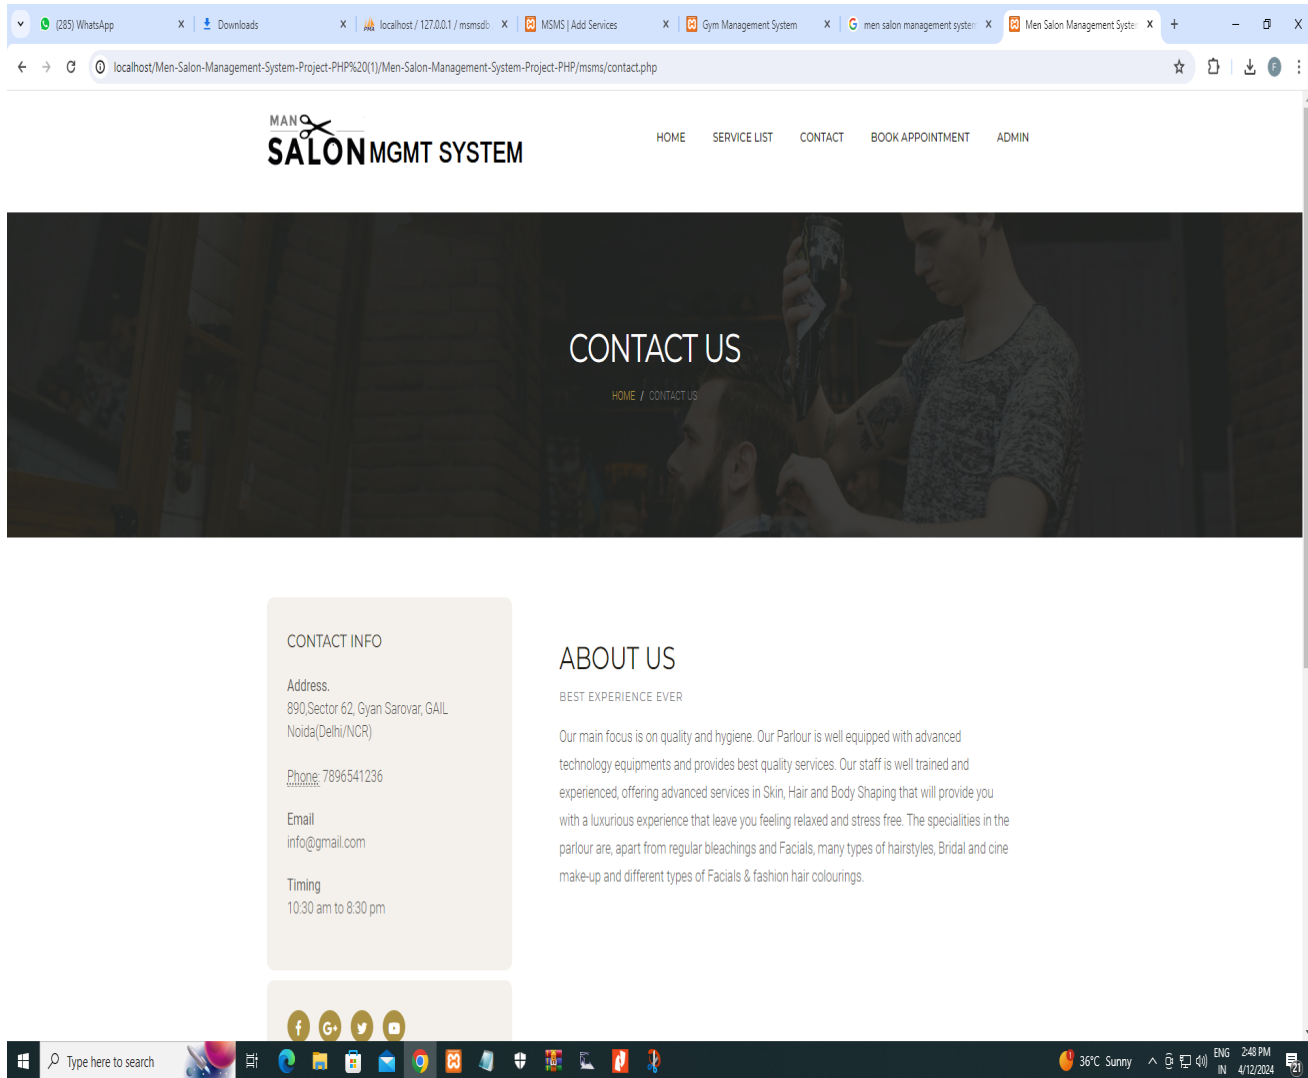 (285) WhatsApp
Downloads
localhost / 127.0.0.1 / msmsdb
MSMS | Add Services
Gym Management System
men salon management system
Men Salon Management Syste
localhost/Men-Salon-Management-System-Project-PHP%20(1)/Men-Salon-Management-System-Project-PHP/msms/contact.php
F
MAN
SALON MGMT SYSTEM
HOME
SERVICE LIST
CONTACT
BOOK APPOINTMENT
ADMIN
CONTACT US
HOME / CONTACT US
CONTACT INFO
Address.
890,Sector 62, Gyan Sarovar, GAIL
Noida(Delhi/NCR)
Phone: 7896541236
Email
info@gmail.com
Timing
10:30 am to 8:30 pm
ABOUT US
BEST EXPERIENCE EVER
Our main focus is on quality and hygiene. Our Parlour is well equipped with advanced
technology equipments and provides best quality services. Our staff is well trained and
experienced, offering advanced services in Skin, Hair and Body Shaping that will provide you
with a luxurious experience that leave you feeling relaxed and stress free. The specialities in the
parlour are, apart from regular bleachings and Facials, many types of hairstyles, Bridal and cine
make-up and different types of Facials & fashion hair colourings.
Type here to search
36°C Sunny
ENG
IN
2:48 PM
4/12/2024
21